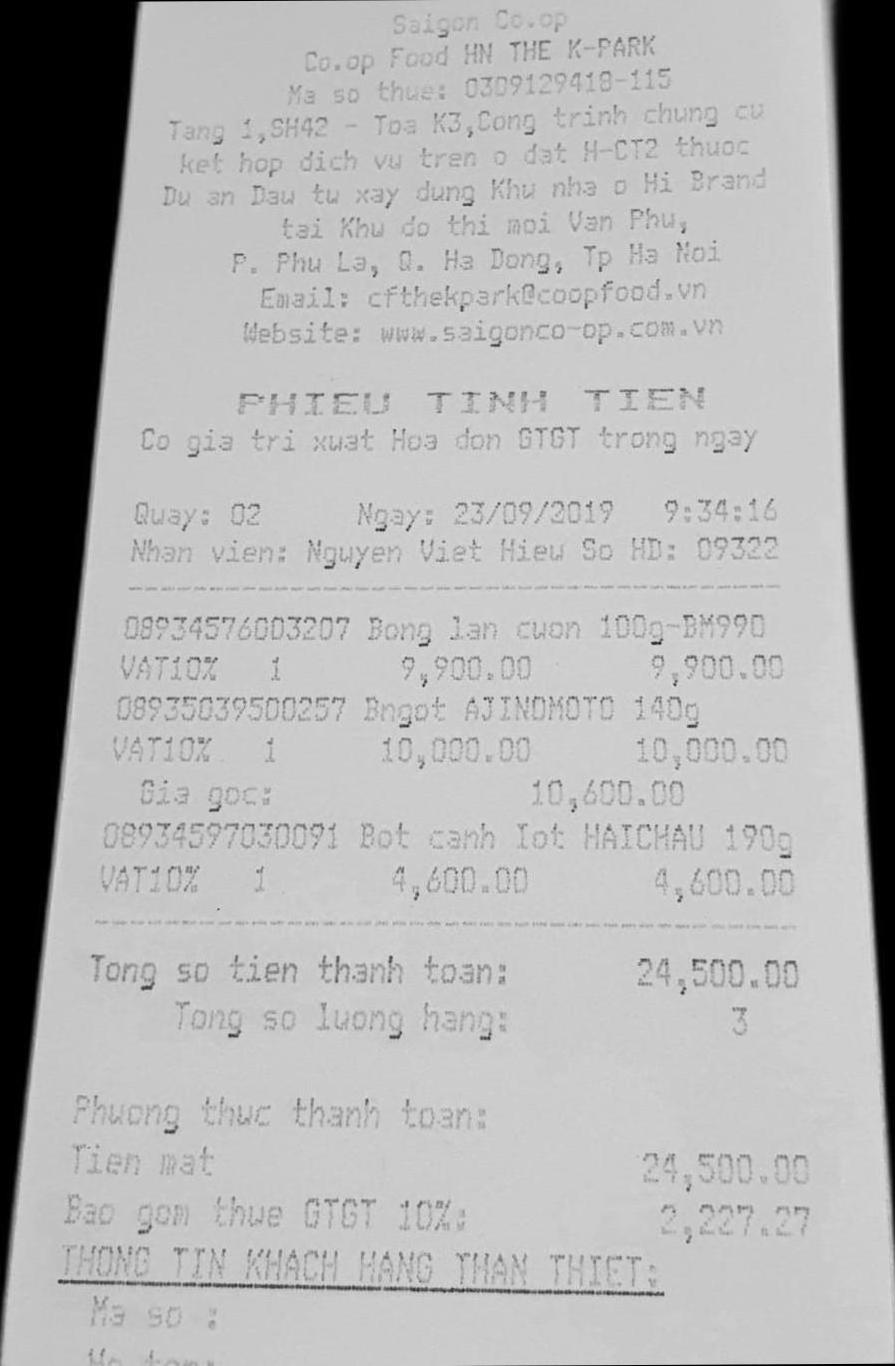 Saigon Co.op
Co.op Food HN THE K-PARK
Ma so thue: 0309129418-115
Tang 1,SH42 - Toa K3,Cong trinh chung cu
ket hop dich vu tren o dat H-CT2 thuoc
Du an Dau tu xay dung Khu nha o Hi Brand
tai Khu do thi moi Van Phu,
P. Phu La, Q. Ha Dong, Tp Ha Noi
Email: cfthekpark@coopfood.vn
Website: www.saigonco-op.com.vn
PHIEU TINH TIEN
Co gia tri xuat Hoa don GTGT trong ngay
Quay: 02 Ngay: 23/09/2019 9:34:16
Nhan vien: Nguyen Viet Hieu So HD: 09322
08934576003207 Bong lan cuon 100g-BM990
VAT10% 1 9,900.00 9,900.00
08935039500257 Bngot AJINOMOTO 140g
VAT10% 1 10,000.00 10,000.00
Gia goc: 10,600.00
08934597030091 Bot canh Iot HAICHAU 190g
VAT10% 1 4,600.00 4,600.00
Tong so tien thanh toan: 24,500.00
Tong so luong hang: 3
Phuong thuc thanh toan:
Tien mat 24,500.00
Bao gom thue GTGT 10%: 2,227.27
THONG TIN KHACH HANG THAN THIET:
Ma so :
Ho ten: